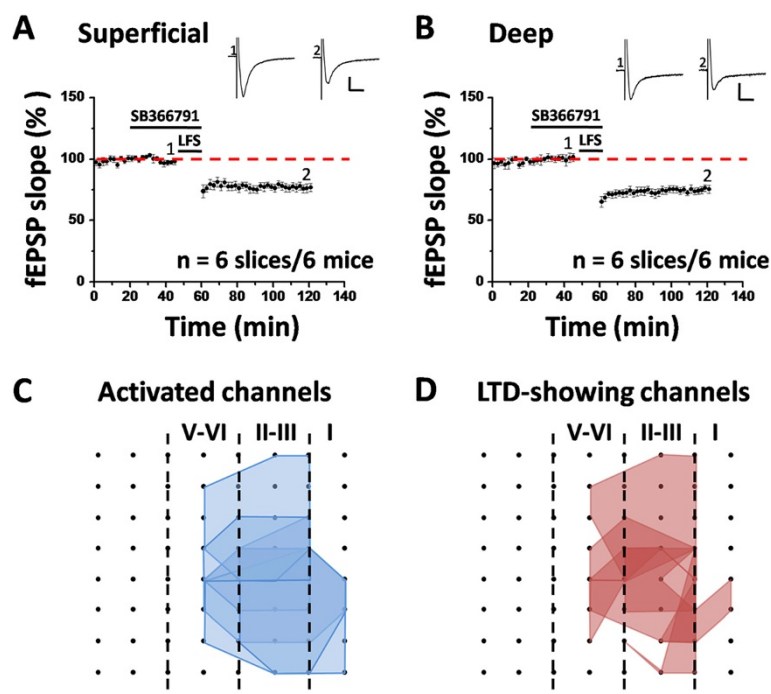 A Superficial
1 2
fEPSP slope (%)
150
100
50
0
SB366791
LFS
1
2
n = 6 slices/6 mice
0 20 40 60 80 100 120 140
Time (min)
B Deep
1 2
fEPSP slope (%)
150
100
50
0
SB366791
LFS
1
2
n = 6 slices/6 mice
0 20 40 60 80 100 120 140
Time (min)
C Activated channels
V-VI II-III I
D LTD-showing channels
V-VI II-III I